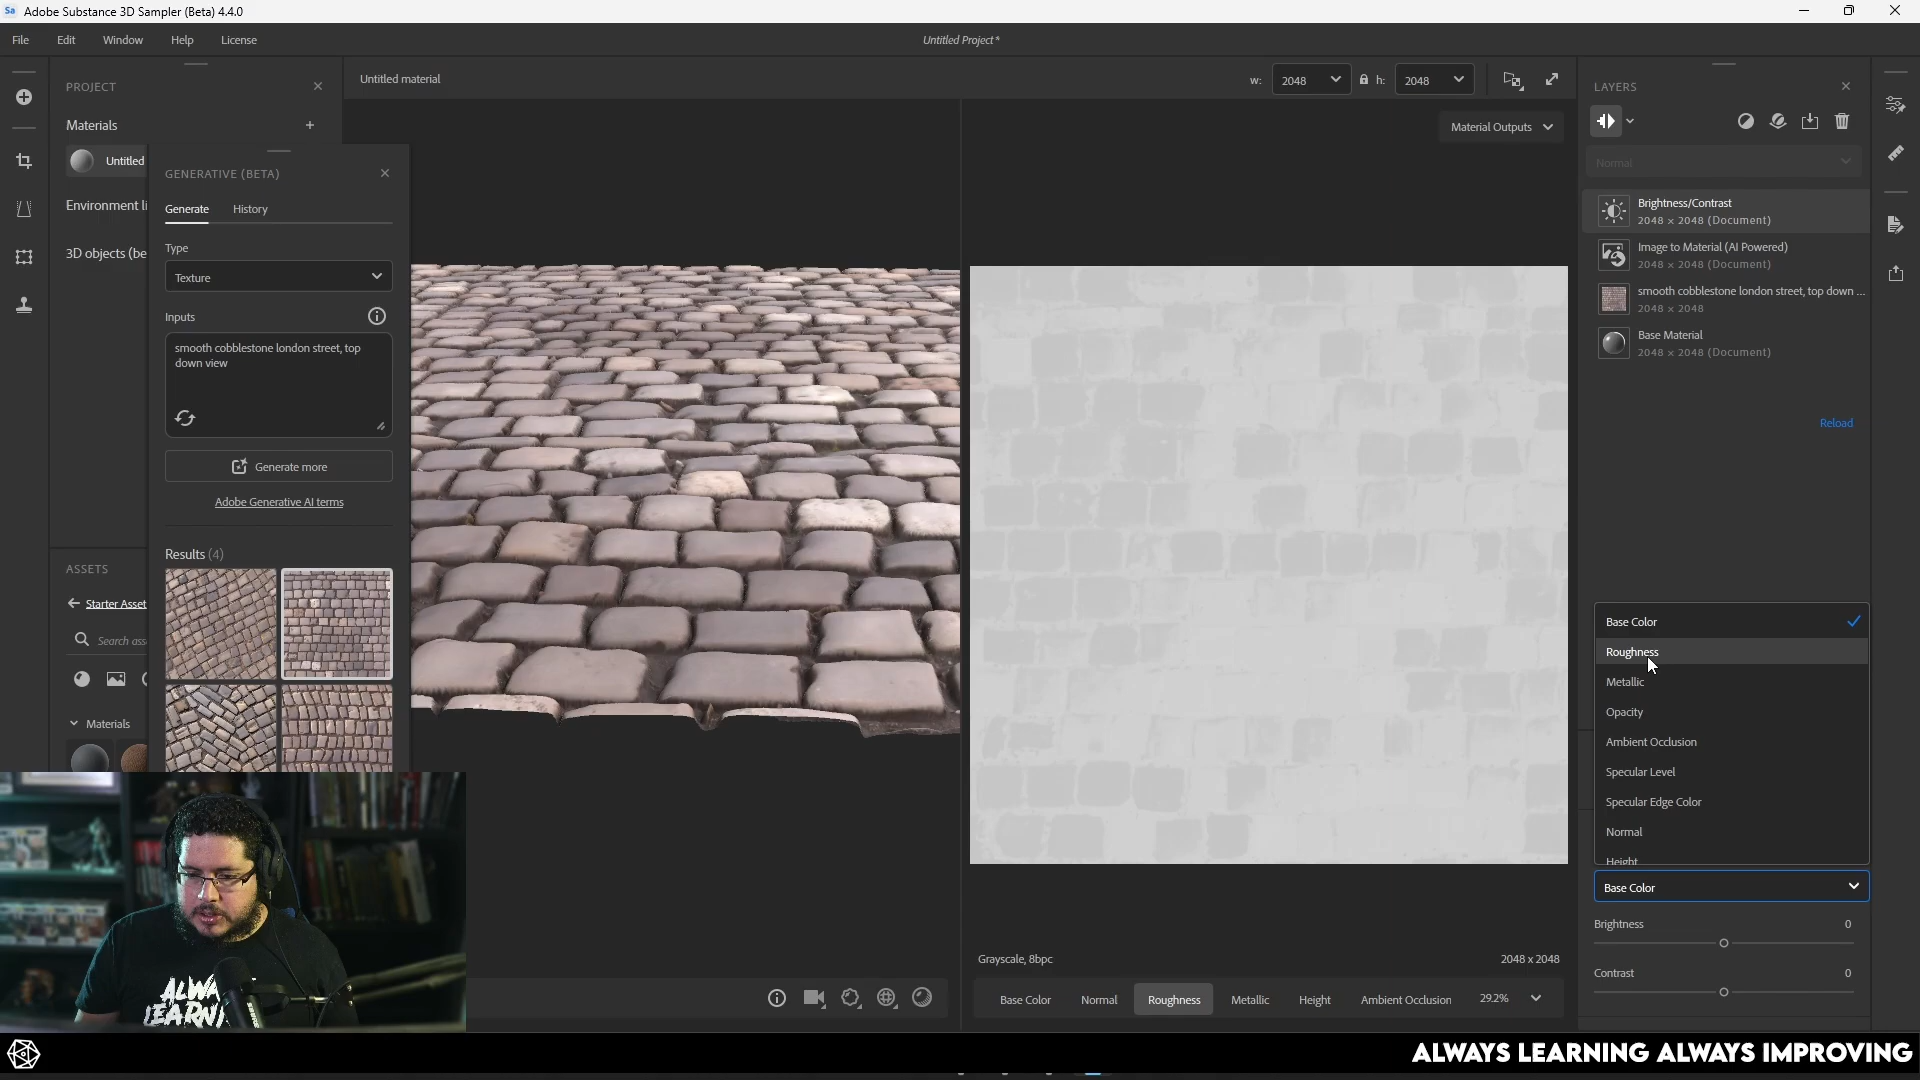 Sa Adobe Substance 3D Sampler (Beta) 4.4.0
File Edit Window Help License
Untitled Project*
PROJECT
Materials
Untitled
Environment li
3D objects (be
GENERATIVE (BETA)
Generate History
Type
Texture
Inputs
smooth cobblestone london street, top
down view
Generate more
Adobe Generative AI terms
Results (4)
ASSETS
Starter Asset
Search ass
Materials
Untitled material
w: 2048 h: 2048
Material Outputs
Grayscale, 8bpc
2048 x 2048
Base Color Normal Roughness Metallic Height Ambient Occlusion 29.2%
LAYERS
Normal
Brightness/Contrast
2048 × 2048 (Document)
Image to Material (AI Powered)
2048 × 2048 (Document)
smooth cobblestone london street, top down ...
2048 × 2048
Base Material
2048 × 2048 (Document)
Reload
Base Color
Roughness
Metallic
Opacity
Ambient Occlusion
Specular Level
Specular Edge Color
Normal
Height
Base Color
Brightness 0
Contrast 0
ALWAYS LEARNING ALWAYS IMPROVING